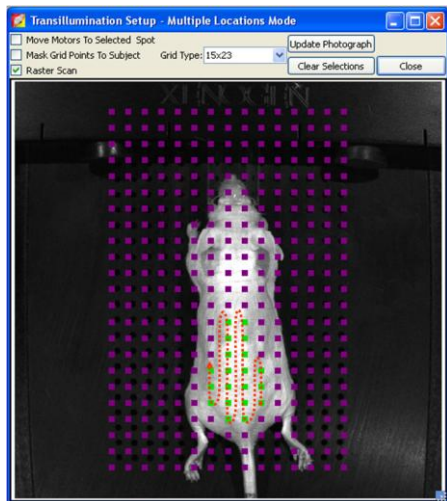 Transillumination Setup - Multiple Locations Mode
Move Motors To Selected Spot
Update Photograph
Mask Grid Points To Subject Grid Type: 15x23
Clear Selections Close
Raster Scan
XENOGEN